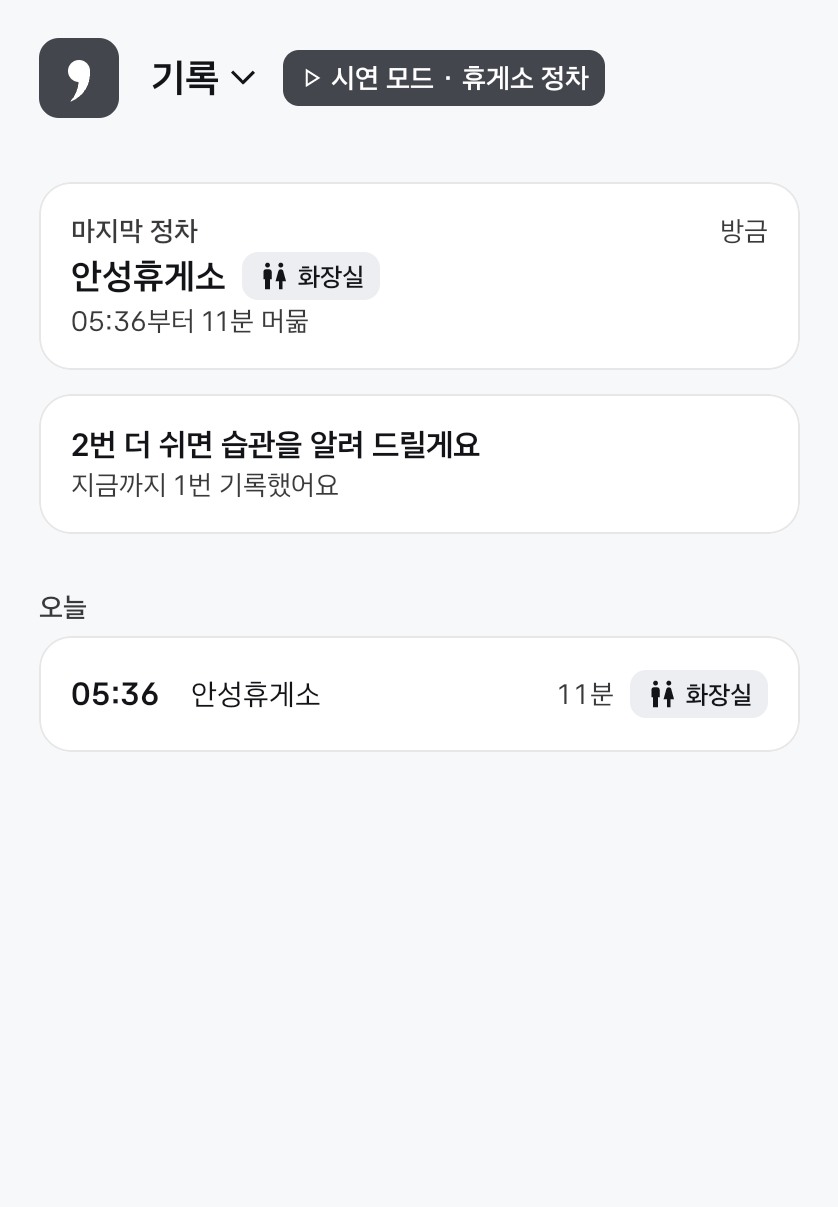 기록
시연 모드 · 휴게소 정차
마지막 정차
방금
안성휴게소
화장실
05:36부터 11분 머묾
2번 더 쉬면 습관을 알려 드릴게요
지금까지 1번 기록했어요
오늘
05:36 안성휴게소 11분 화장실